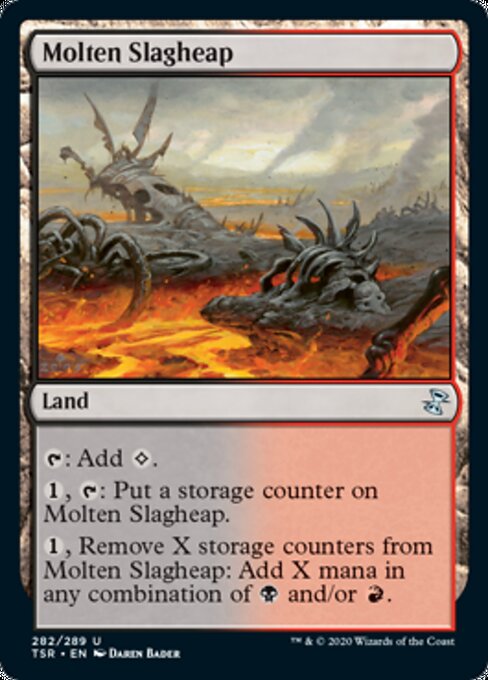 Molten Slagheap
Land
: Add .
1, : Put a storage counter on
Molten Slagheap.
1, Remove X storage counters from
Molten Slagheap: Add X mana in
any combination of and/or .
282/289 U
TSR • EN DAREN BADER
™ & © 2020 Wizards of the Coast